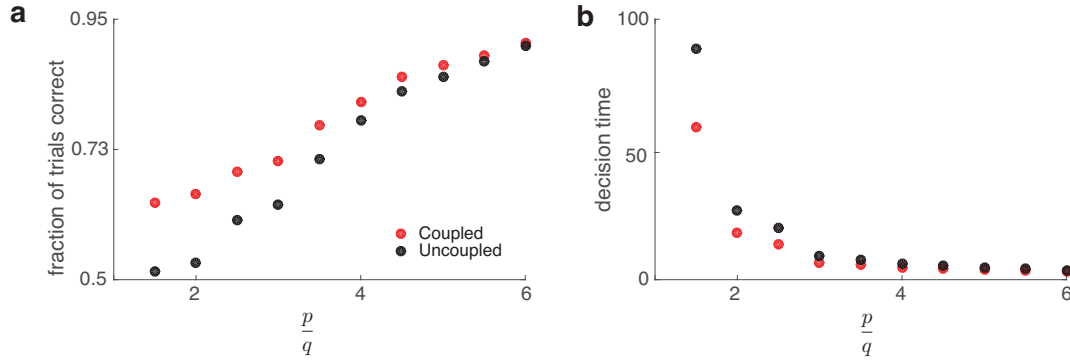 a
0.95
0.73
0.5
fraction of trials correct
2
4
6
p
q
Coupled
Uncoupled
b
100
50
0
decision time
2
4
6
p
q